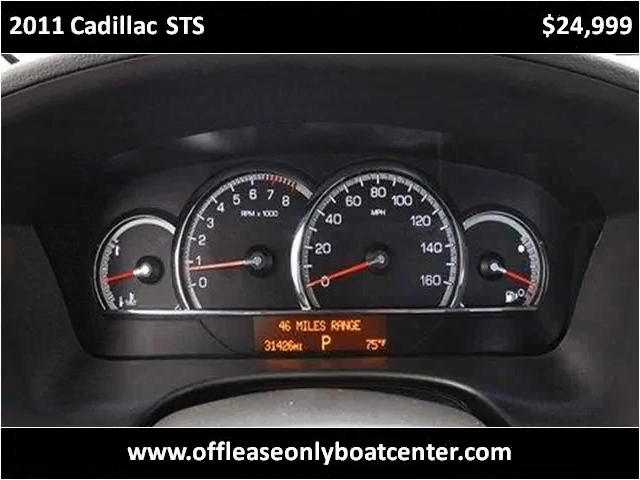 2011 Cadillac STS $24,999
0 1 2 3 4 5 6 7 8
RPM x 1000
0 20 40 60 80 100 120 140 160
MPH
46 MILES RANGE
31426MI P 75°F
www.offleaseonlyboatcenter.com